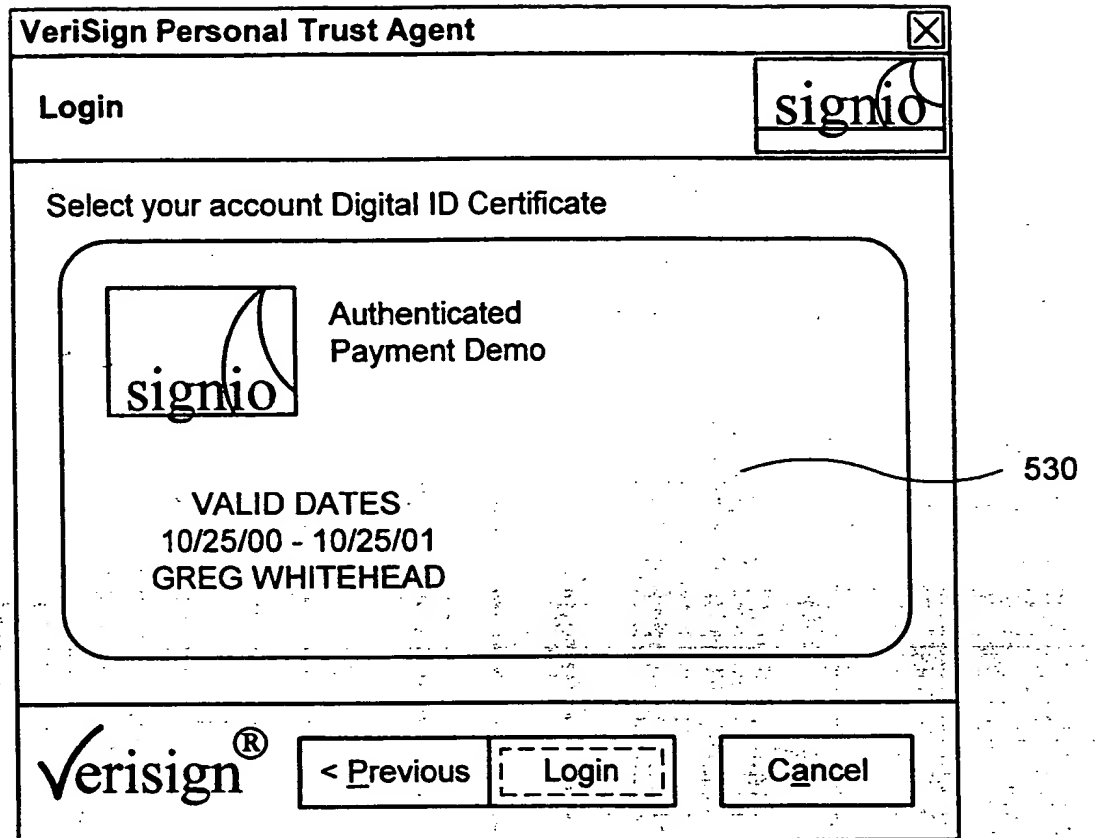 VeriSign Personal Trust Agent
Login
signio
Select your account Digital ID Certificate
signio
Authenticated
Payment Demo
530
VALID DATES
10/25/00 - 10/25/01
GREG WHITEHEAD
Verisign®
< Previous
Login
Cancel